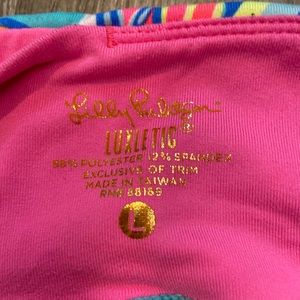 Lilly Pulitzer®
LUXLETIC
88% POLYESTER 12% SPANDEX
EXCLUSIVE OF TRIM
MADE IN TAIWAN
RN# 88189
L